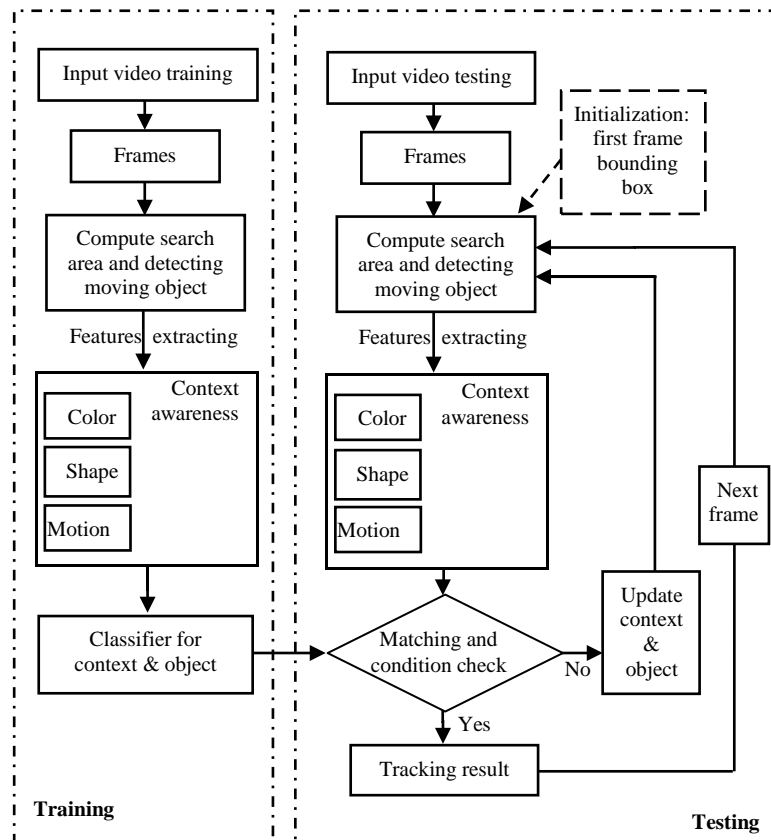 Input video training
Frames
Compute search
area and detecting
moving object
Features extracting
Context
awareness
Color
Shape
Motion
Classifier for
context & object
Training
Input video testing
Frames
Initialization:
first frame
bounding
box
Compute search
area and detecting
moving object
Features extracting
Context
awareness
Color
Shape
Motion
Next
frame
Update
context
&
object
Matching and
condition check
No
Yes
Tracking result
Testing